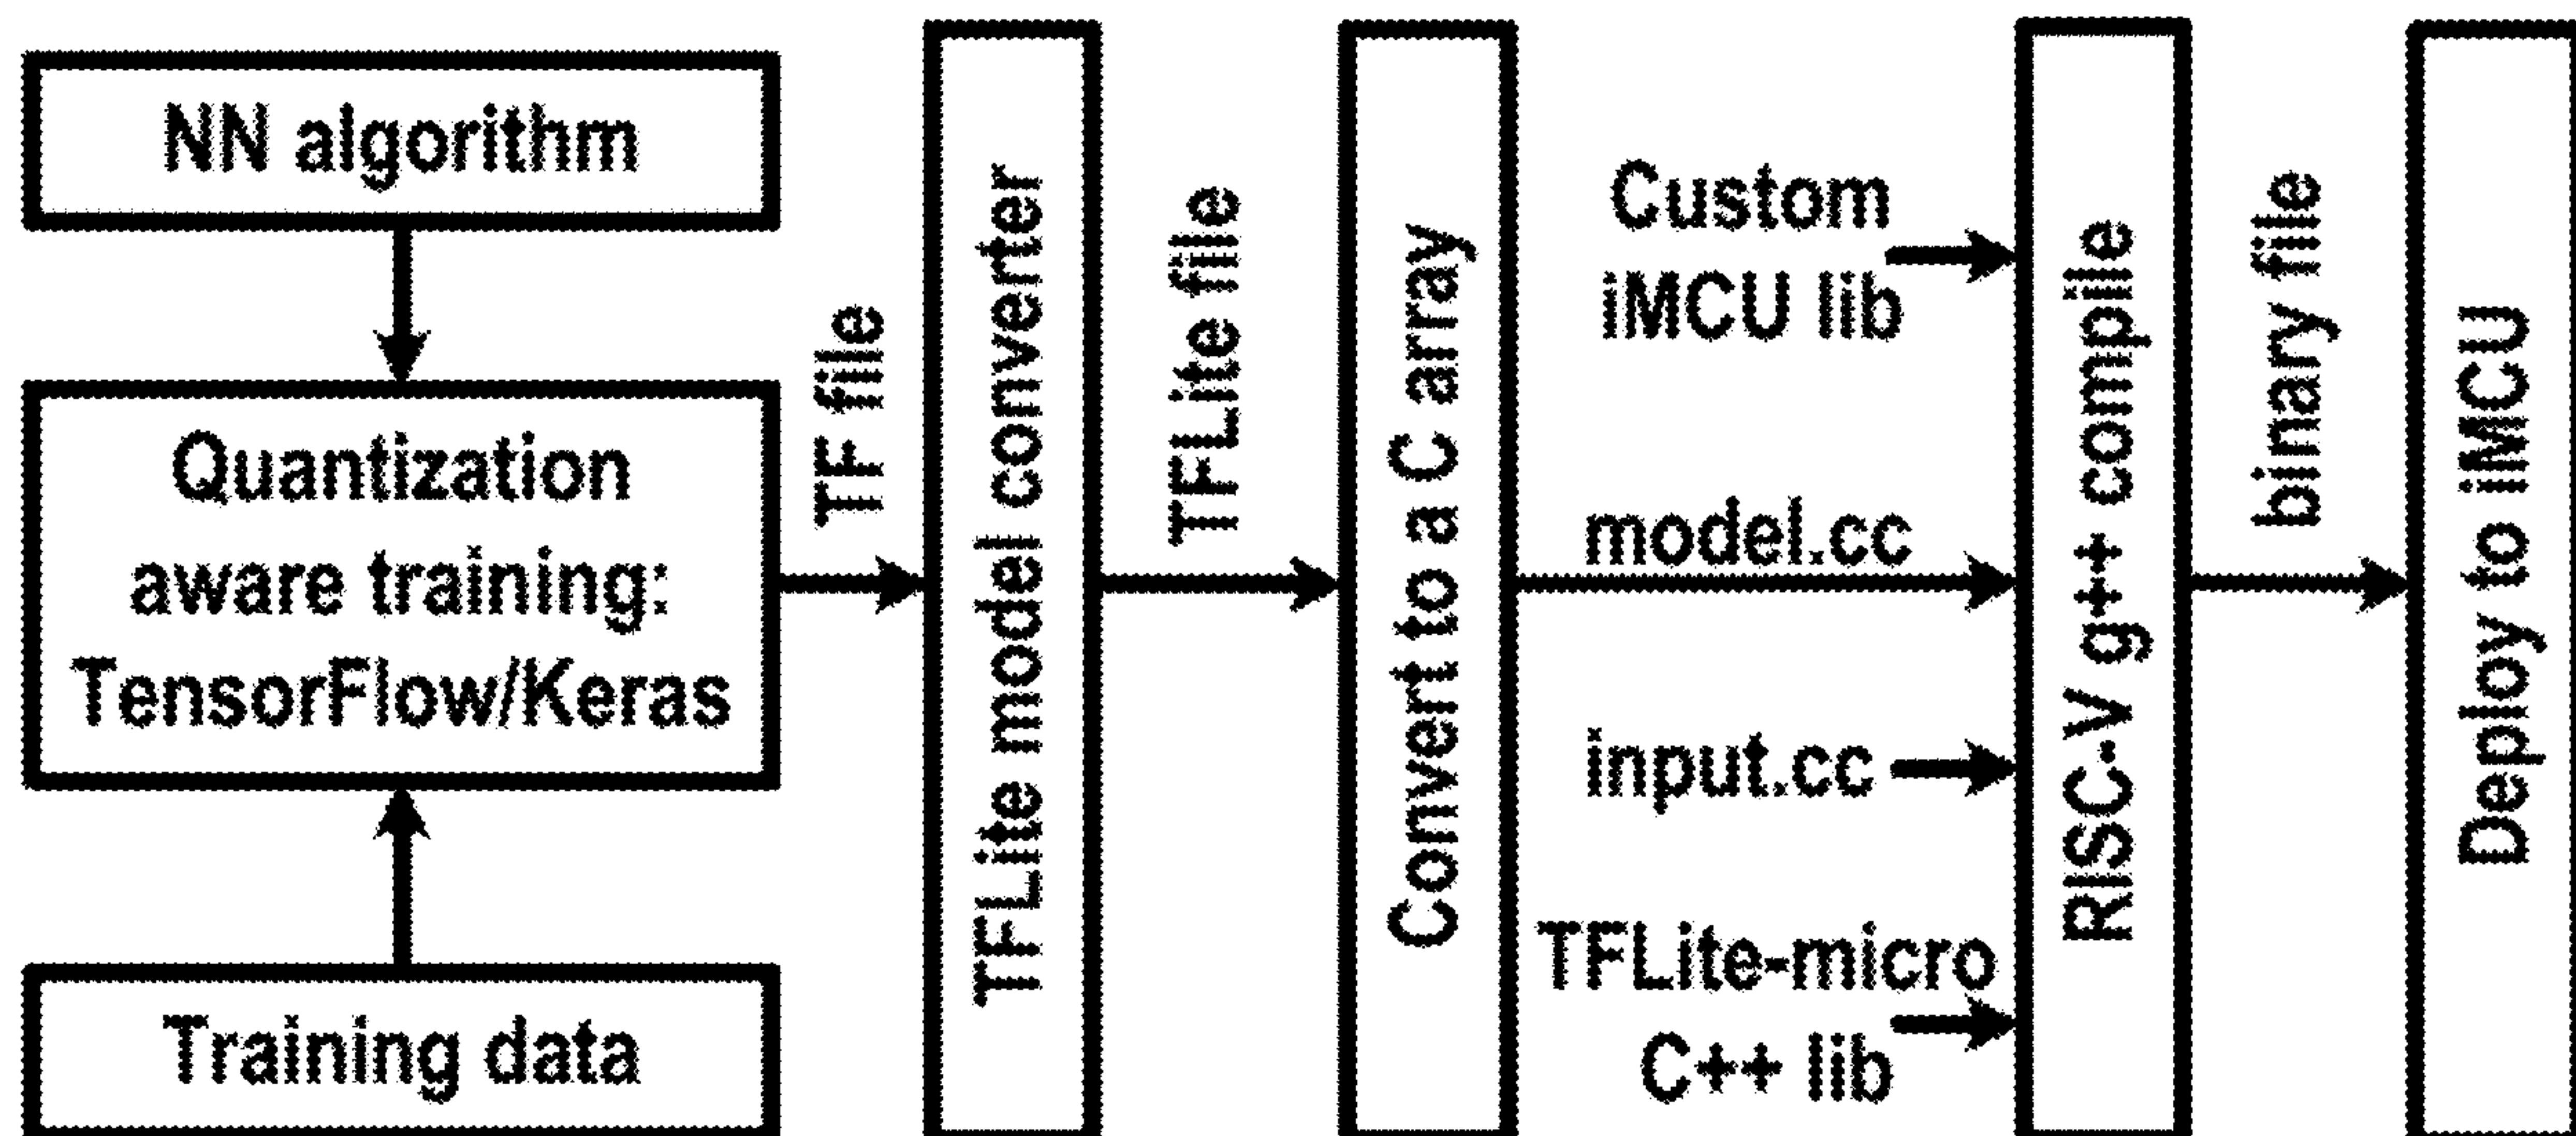 NN algorithm
Quantization
aware training:
TensorFlow/Keras
Training data
TF file
TFLite model converter
TFLite file
Convert to a C array
Custom
iMCU lib
model.cc
input.cc
TFLite-micro
C++ lib
RISC-V g++ compile
binary file
Deploy to iMCU